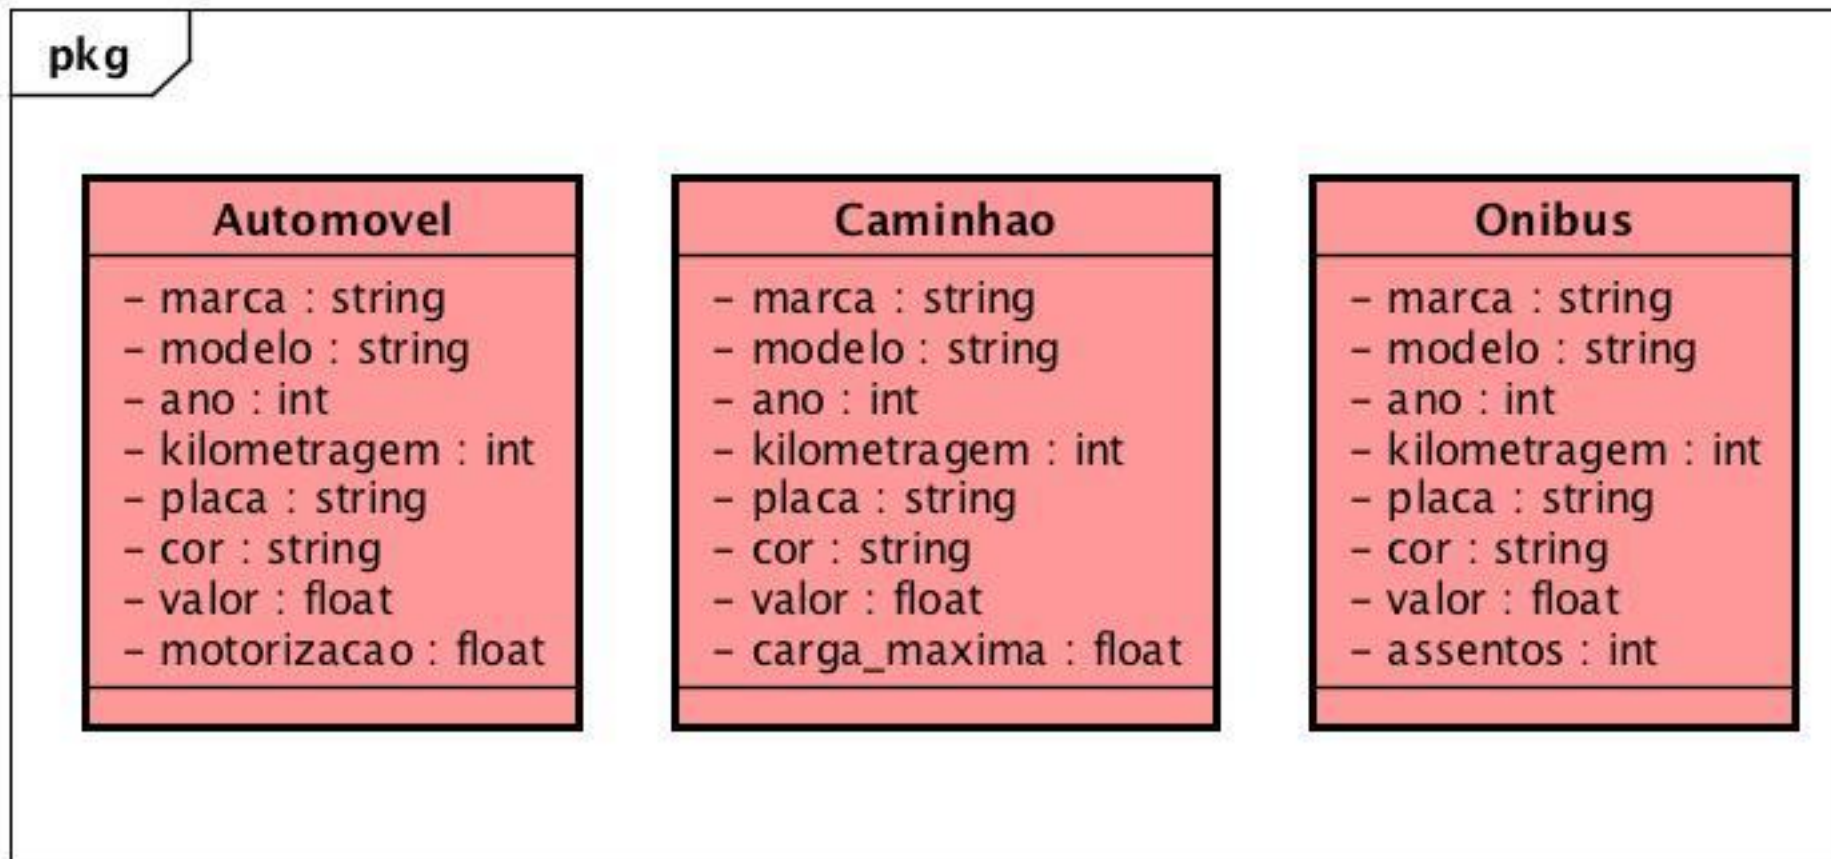 pkg
Automovel
- marca : string
- modelo : string
- ano : int
- kilometragem : int
- placa : string
- cor : string
- valor : float
- motorizacao : float
Caminhao
- marca : string
- modelo : string
- ano : int
- kilometragem : int
- placa : string
- cor : string
- valor : float
- carga_maxima : float
Onibus
- marca : string
- modelo : string
- ano : int
- kilometragem : int
- placa : string
- cor : string
- valor : float
- assentos : int